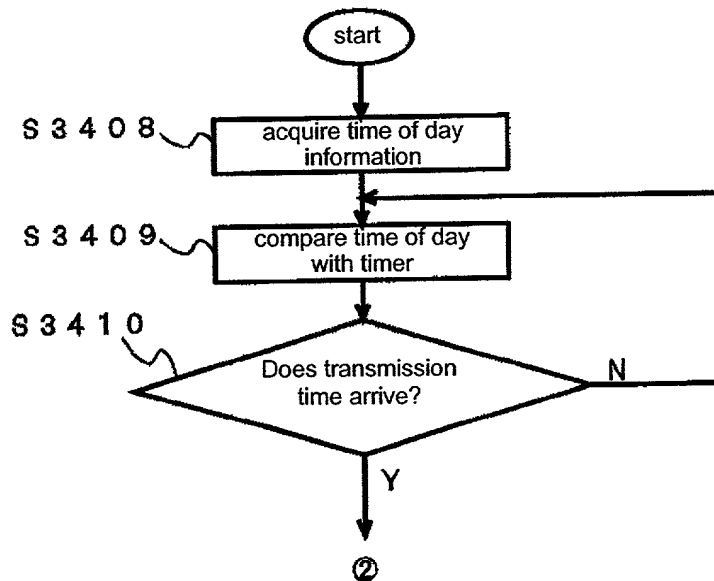 start
S3408
acquire time of day
information
S3409
compare time of day
with timer
S3410
Does transmission
time arrive?
N
Y
②